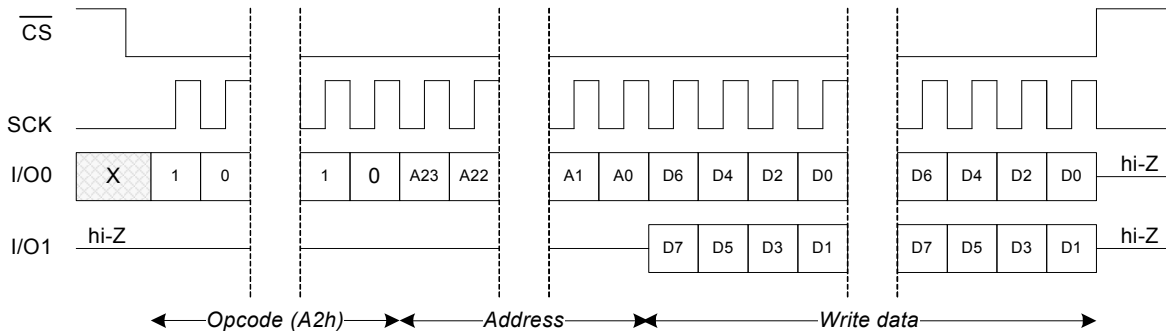 CS
SCK
I/O0 X 1 0 1 0 A23 A22 A1 A0 D6 D4 D2 D0 D6 D4 D2 D0 hi-Z
I/O1 hi-Z D7 D5 D3 D1 D7 D5 D3 D1 hi-Z
Opcode (A2h) Address Write data